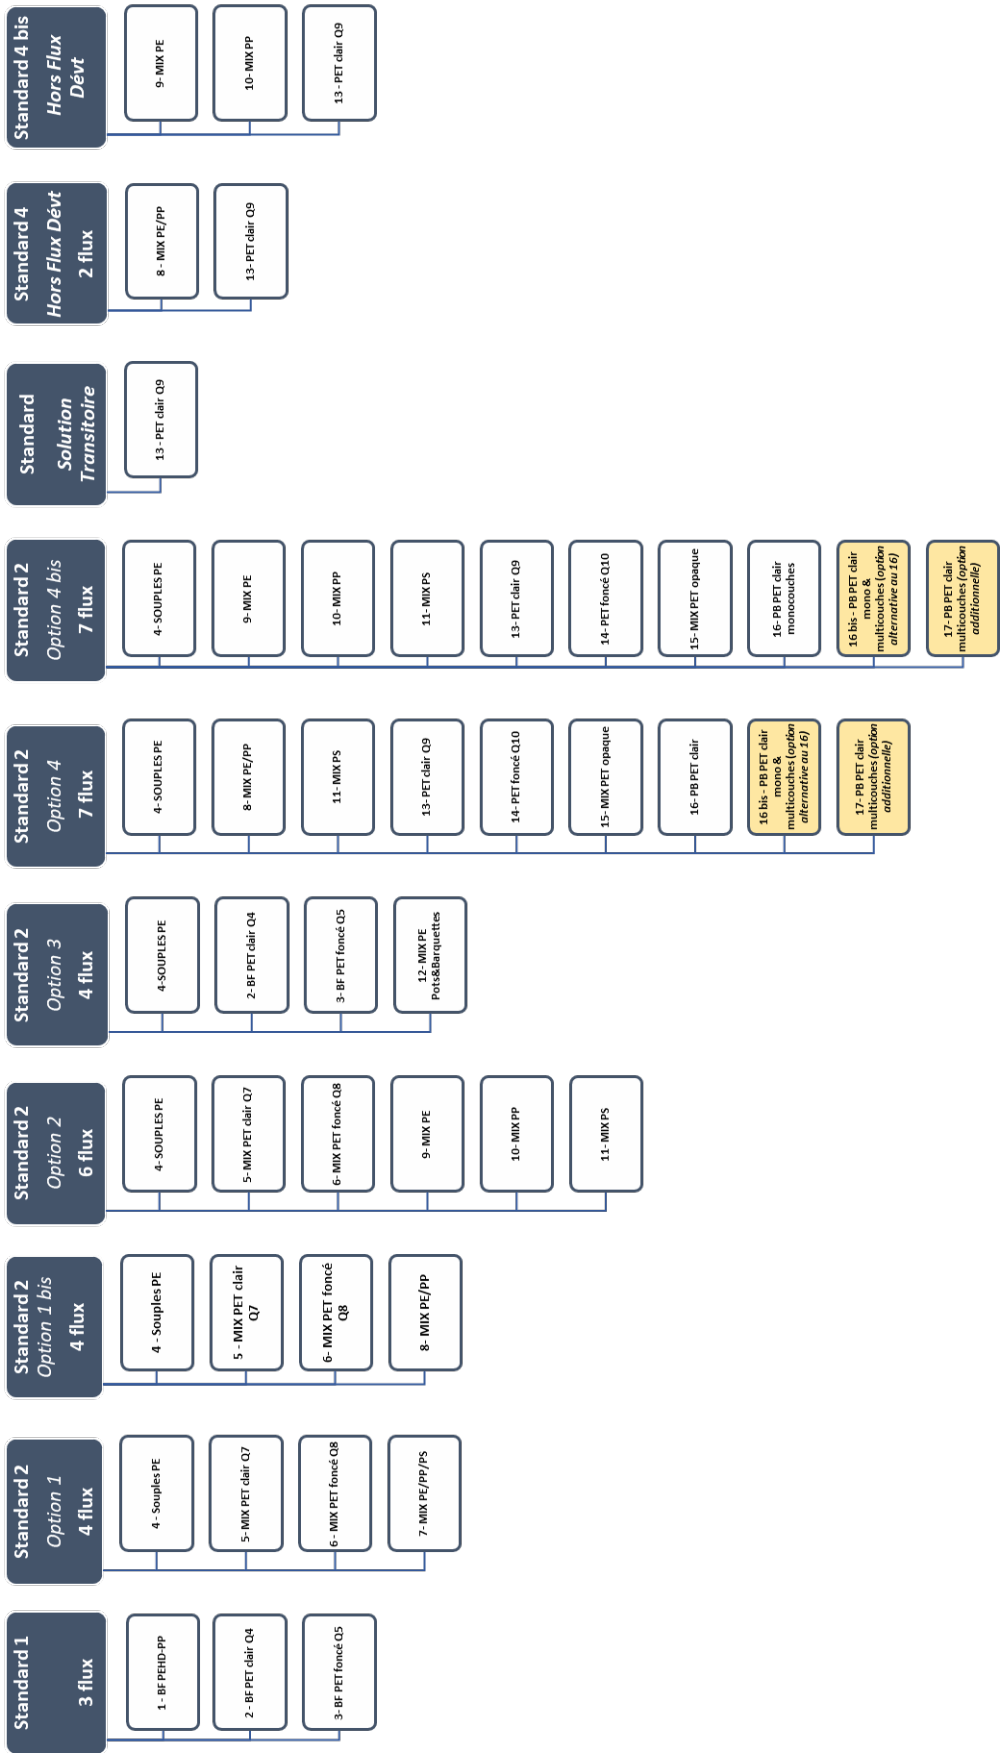 Standard 1
3 flux
1 - BF PEHD-PP
2 - BF PET clair Q4
3- BF PET foncé Q5
Standard 2
Option 1
4 flux
4 - Souples PE
5- MIX PET clair Q7
6 - MIX PET foncé Q8
7- MIX PE/PP/PS
Standard 2
Option 1 bis
4 flux
4 - Souples PE
5 - MIX PET clair
Q7
6- MIX PET foncé
Q8
8- MIX PE/PP
Standard 2
Option 2
6 flux
4- SOUPLES PE
5- MIX PET clair Q7
6- MIX PET foncé Q8
9- MIX PE
10- MIX PP
11- MIX PS
Standard 2
Option 3
4 flux
4-SOUPLES PE
2- BF PET clair Q4
3- BF PET foncé Q5
12- MIX PE
Pots&Barquettes
Standard 2
Option 4
7 flux
4- SOUPLES PE
8- MIX PE/PP
11- MIX PS
13- PET clair Q9
14- PET foncé Q10
15- MIX PET opaque
16- PB PET clair
16 bis - PB PET clair
mono &
multicouches (option
alternative au 16)
17- PB PET clair
multicouches (option
additionnelle)
Standard 2
Option 4 bis
7 flux
4- SOUPLES PE
9- MIX PE
10- MIX PP
11- MIX PS
13- PET clair Q9
14- PET foncé Q10
15- MIX PET opaque
16- PB PET clair
monocouches
16 bis - PB PET clair
mono &
multicouches (option
alternative au 16)
17- PB PET clair
multicouches (option
additionnelle)
Standard
Solution
Transitoire
13 - PET clair Q9
Standard 4
Hors Flux Dévt
2 flux
8 - MIX PE/PP
13- PET clair Q9
Standard 4 bis
Hors Flux
Dévt
9- MIX PE
10- MIX PP
13 - PET clair Q9